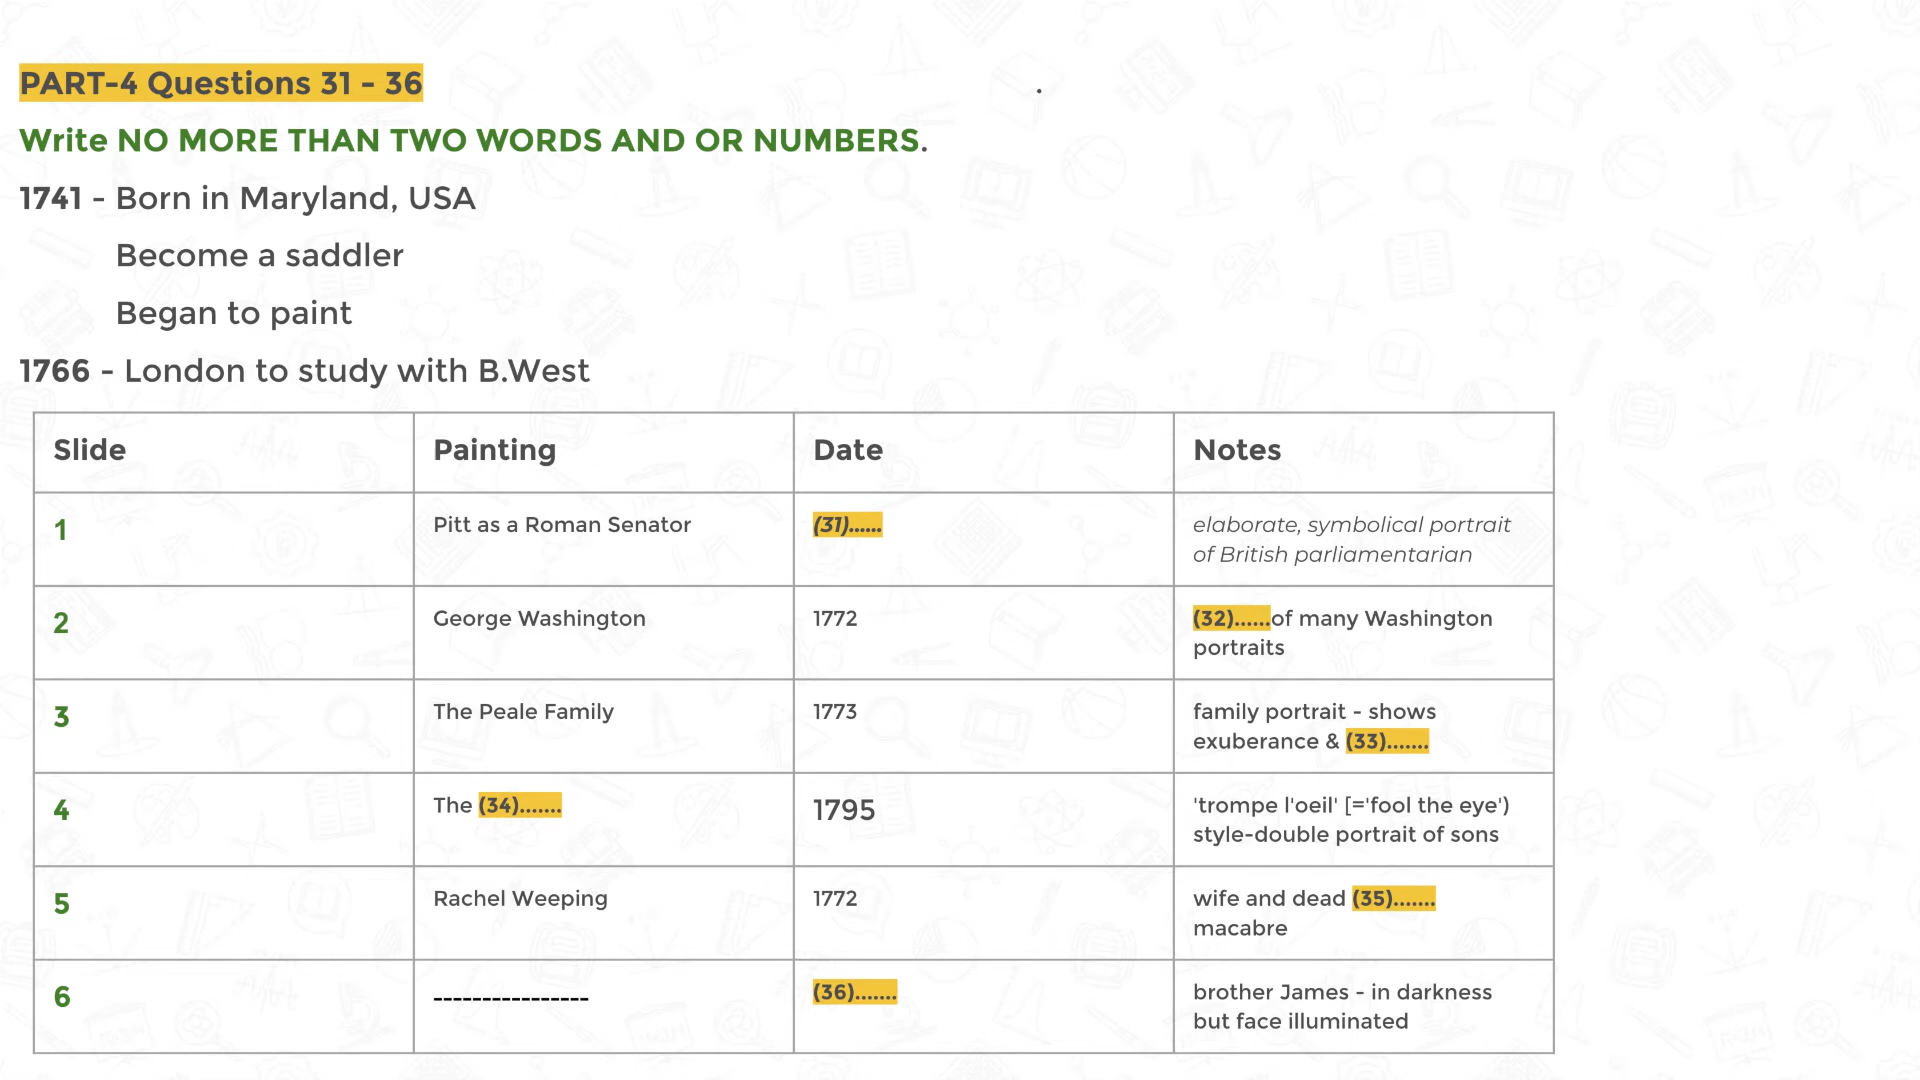 PART-4 Questions 31 - 36
Write NO MORE THAN TWO WORDS AND OR NUMBERS.
1741 - Born in Maryland, USA
Become a saddler
Began to paint
1766 - London to study with B.West
Slide Painting Date Notes
1 Pitt as a Roman Senator (31)...... elaborate, symbolical portrait
of British parliamentarian
2 George Washington 1772 (32)......of many Washington
portraits
3 The Peale Family 1773 family portrait - shows
exuberance & (33).......
4 The (34)....... 1795 'trompe l'oeil' [='fool the eye')
style-double portrait of sons
5 Rachel Weeping 1772 wife and dead (35).......
macabre
6 ---------------- (36)....... brother James - in darkness
but face illuminated